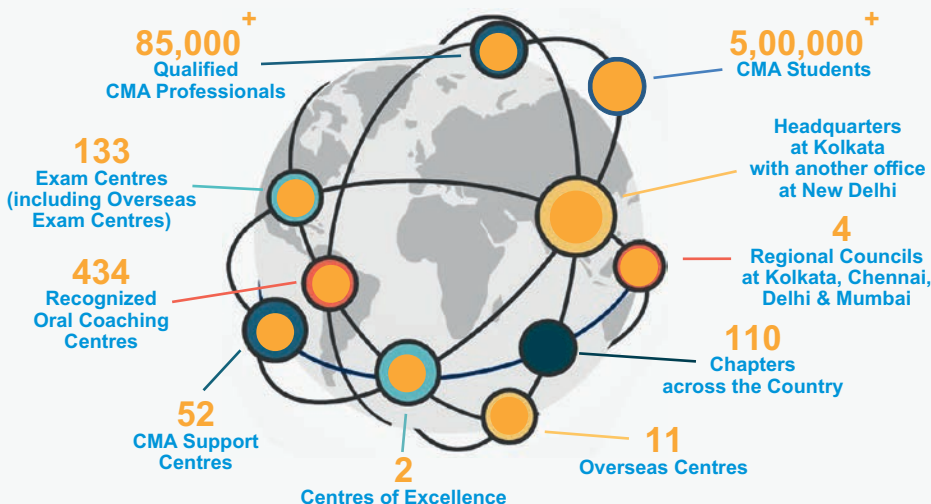 85,000+
Qualified
CMA Professionals
5,00,000+
CMA Students
133
Exam Centres
(including Overseas
Exam Centres)
Headquarters
at Kolkata
with another office
at New Delhi
434
Recognized
Oral Coaching
Centres
4
Regional Councils
at Kolkata, Chennai,
Delhi & Mumbai
52
CMA Support
Centres
2
Centres of Excellence
11
Overseas Centres
110
Chapters
across the Country